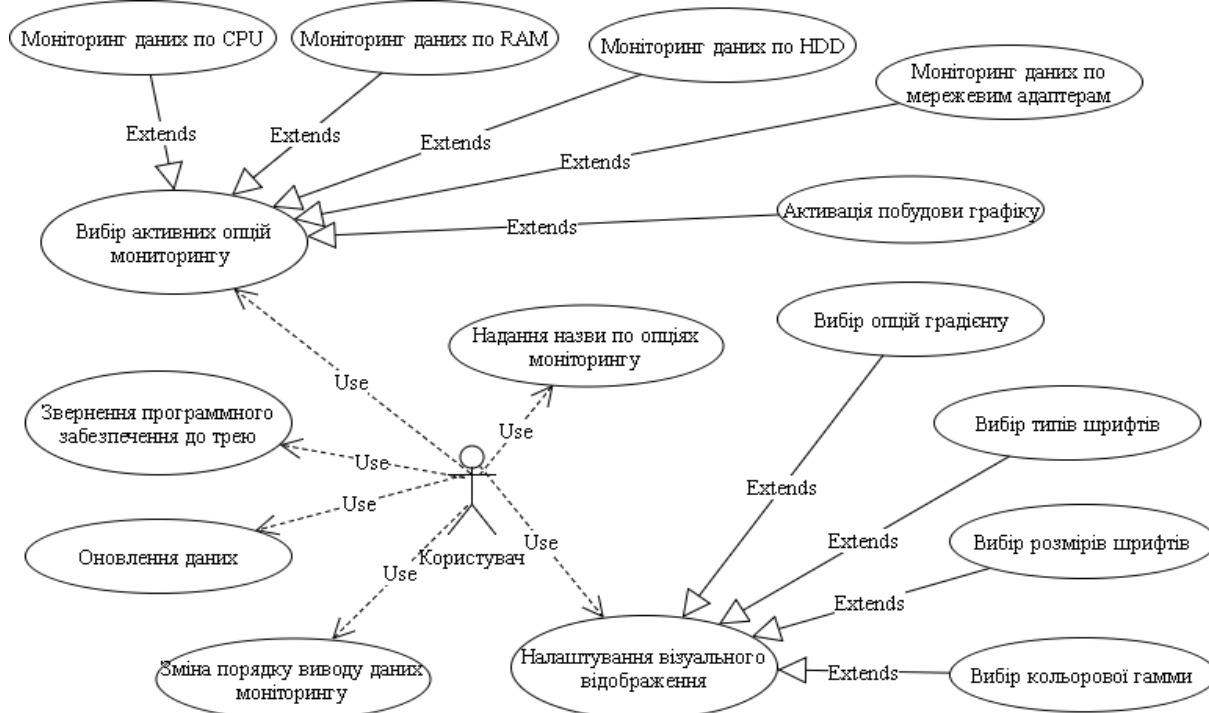 Моніторинг даних по CPU
Моніторинг даних по RAM
Моніторинг даних по HDD
Моніторинг даних по
мережевим адаптерам
Extends
Extends
Extends
Extends
Активація побудови графіку
Extends
Вибір активних опцій
мониторингу
Вибір опцій градієнту
Надання назви по опціях
моніторингу
Use
Звернення програмного
забезпечення до трею
Use
Use
Вибір типів шрифтів
Extends
Use
Оновлення даних
Користувач
Use
Extends
Вибір розмірів шрифтів
Use
Extends
Зміна порядку виводу даних
моніторингу
Налаштування візуального
відображення
Extends
Вибір кольорової гамми